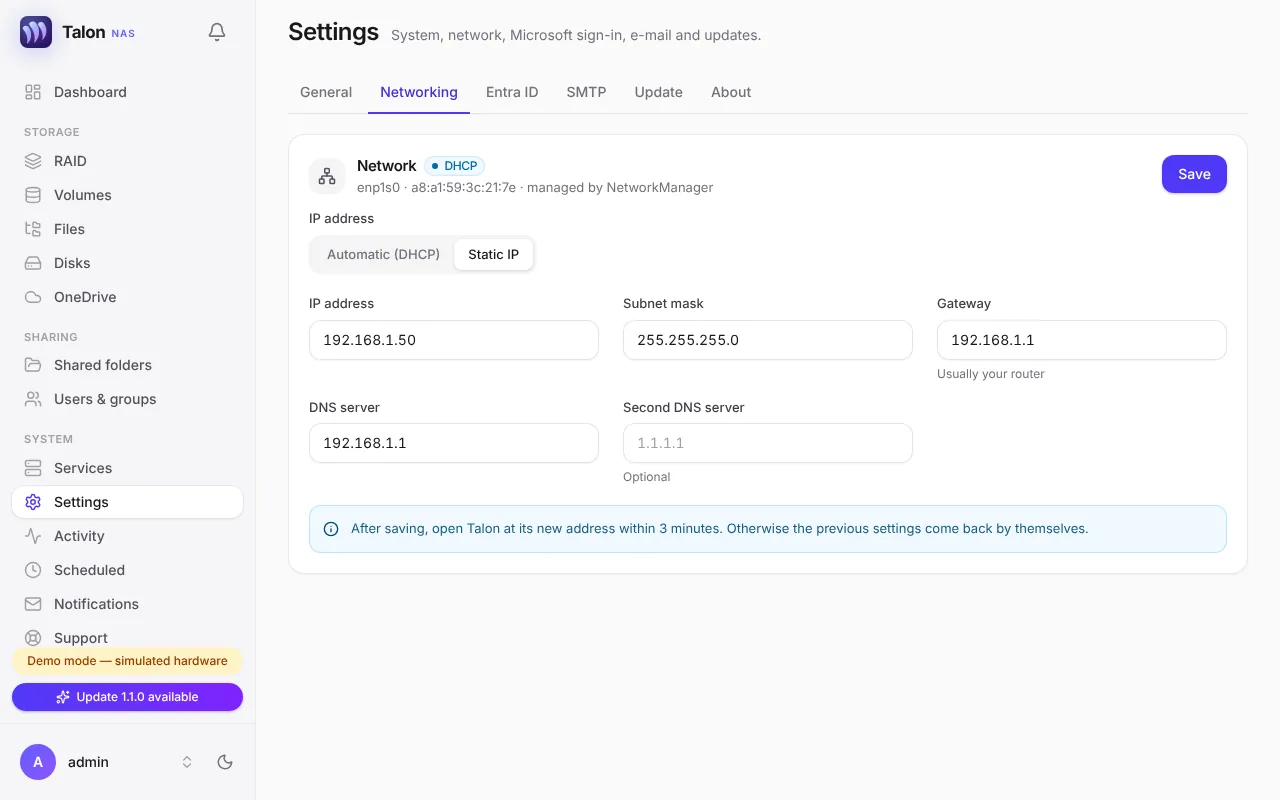 Talon NAS
Dashboard
STORAGE
RAID
Volumes
Files
Disks
OneDrive
SHARING
Shared folders
Users & groups
SYSTEM
Services
Settings
Activity
Scheduled
Notifications
Support
Demo mode — simulated hardware
Update 1.1.0 available
A admin
Settings System, network, Microsoft sign-in, e-mail and updates.
General Networking Entra ID SMTP Update About
Network DHCP
enp1s0 · a8:a1:59:3c:21:7e · managed by NetworkManager
Save
IP address
Automatic (DHCP) Static IP
IP address Subnet mask Gateway
192.168.1.50 255.255.255.0 192.168.1.1
Usually your router
DNS server Second DNS server
192.168.1.1 1.1.1.1
Optional
After saving, open Talon at its new address within 3 minutes. Otherwise the previous settings come back by themselves.